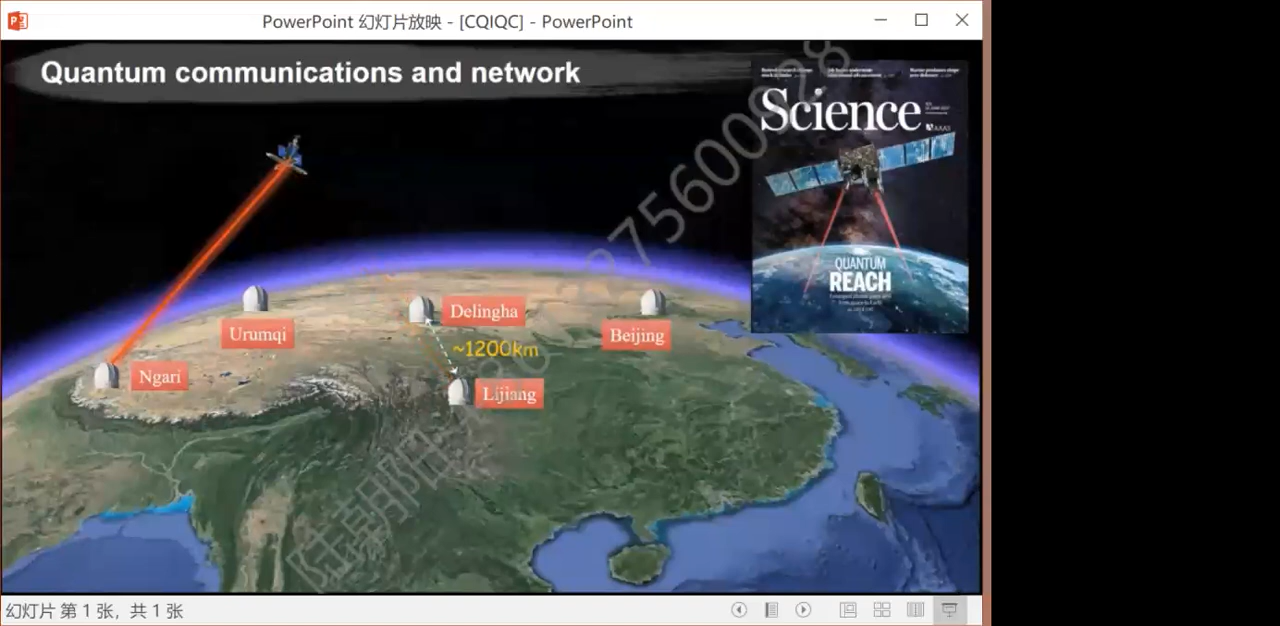 PowerPoint 幻灯片放映 - [CQIQC] - PowerPoint
Quantum communications and network
Science
AAAS
QUANTUM
REACH
Urumqi
Delingha
Beijing
~1200km
Ngari
Lijiang
幻灯片 第 1 张，共 1 张